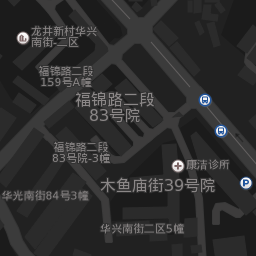 龙井新村华兴
南街-二区
福锦路二段
159号A幢
福锦路二段
83号院
福锦路二段
83号院-3幢
康洁诊所
木鱼庙街39号院
华光南街84号3幢
华兴南街二区5幢
P